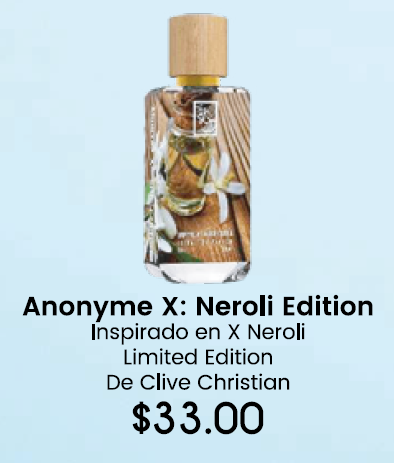 Anonyme X: Neroli Edition
Inspirado en X Neroli
Limited Edition
De Clive Christian
$33.00